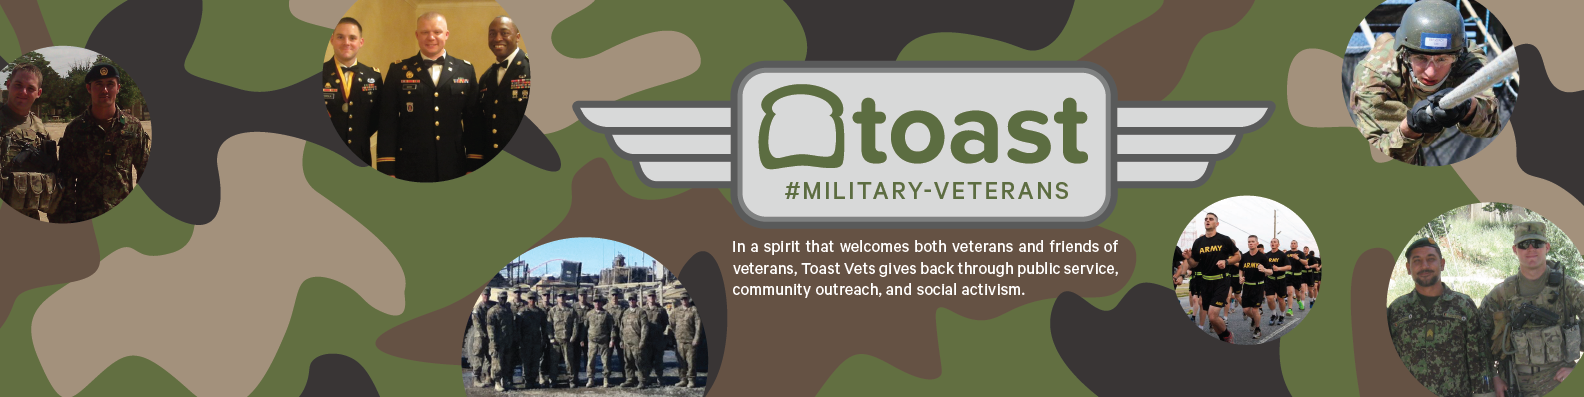 toast
#MILITARY-VETERANS
In a spirit that welcomes both veterans and friends of
veterans, Toast Vets gives back through public service,
community outreach, and social activism.
ARMY
ARMY